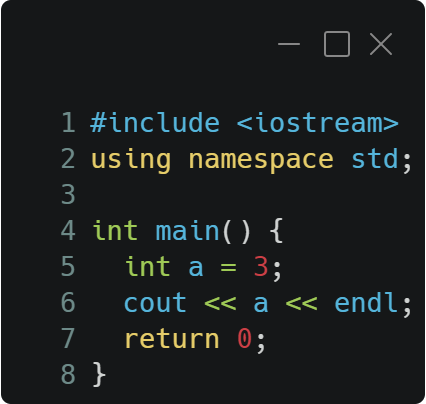 1 #include <iostream>
2 using namespace std;
3
4 int main() {
5   int a = 3;
6   cout << a << endl;
7   return 0;
8 }